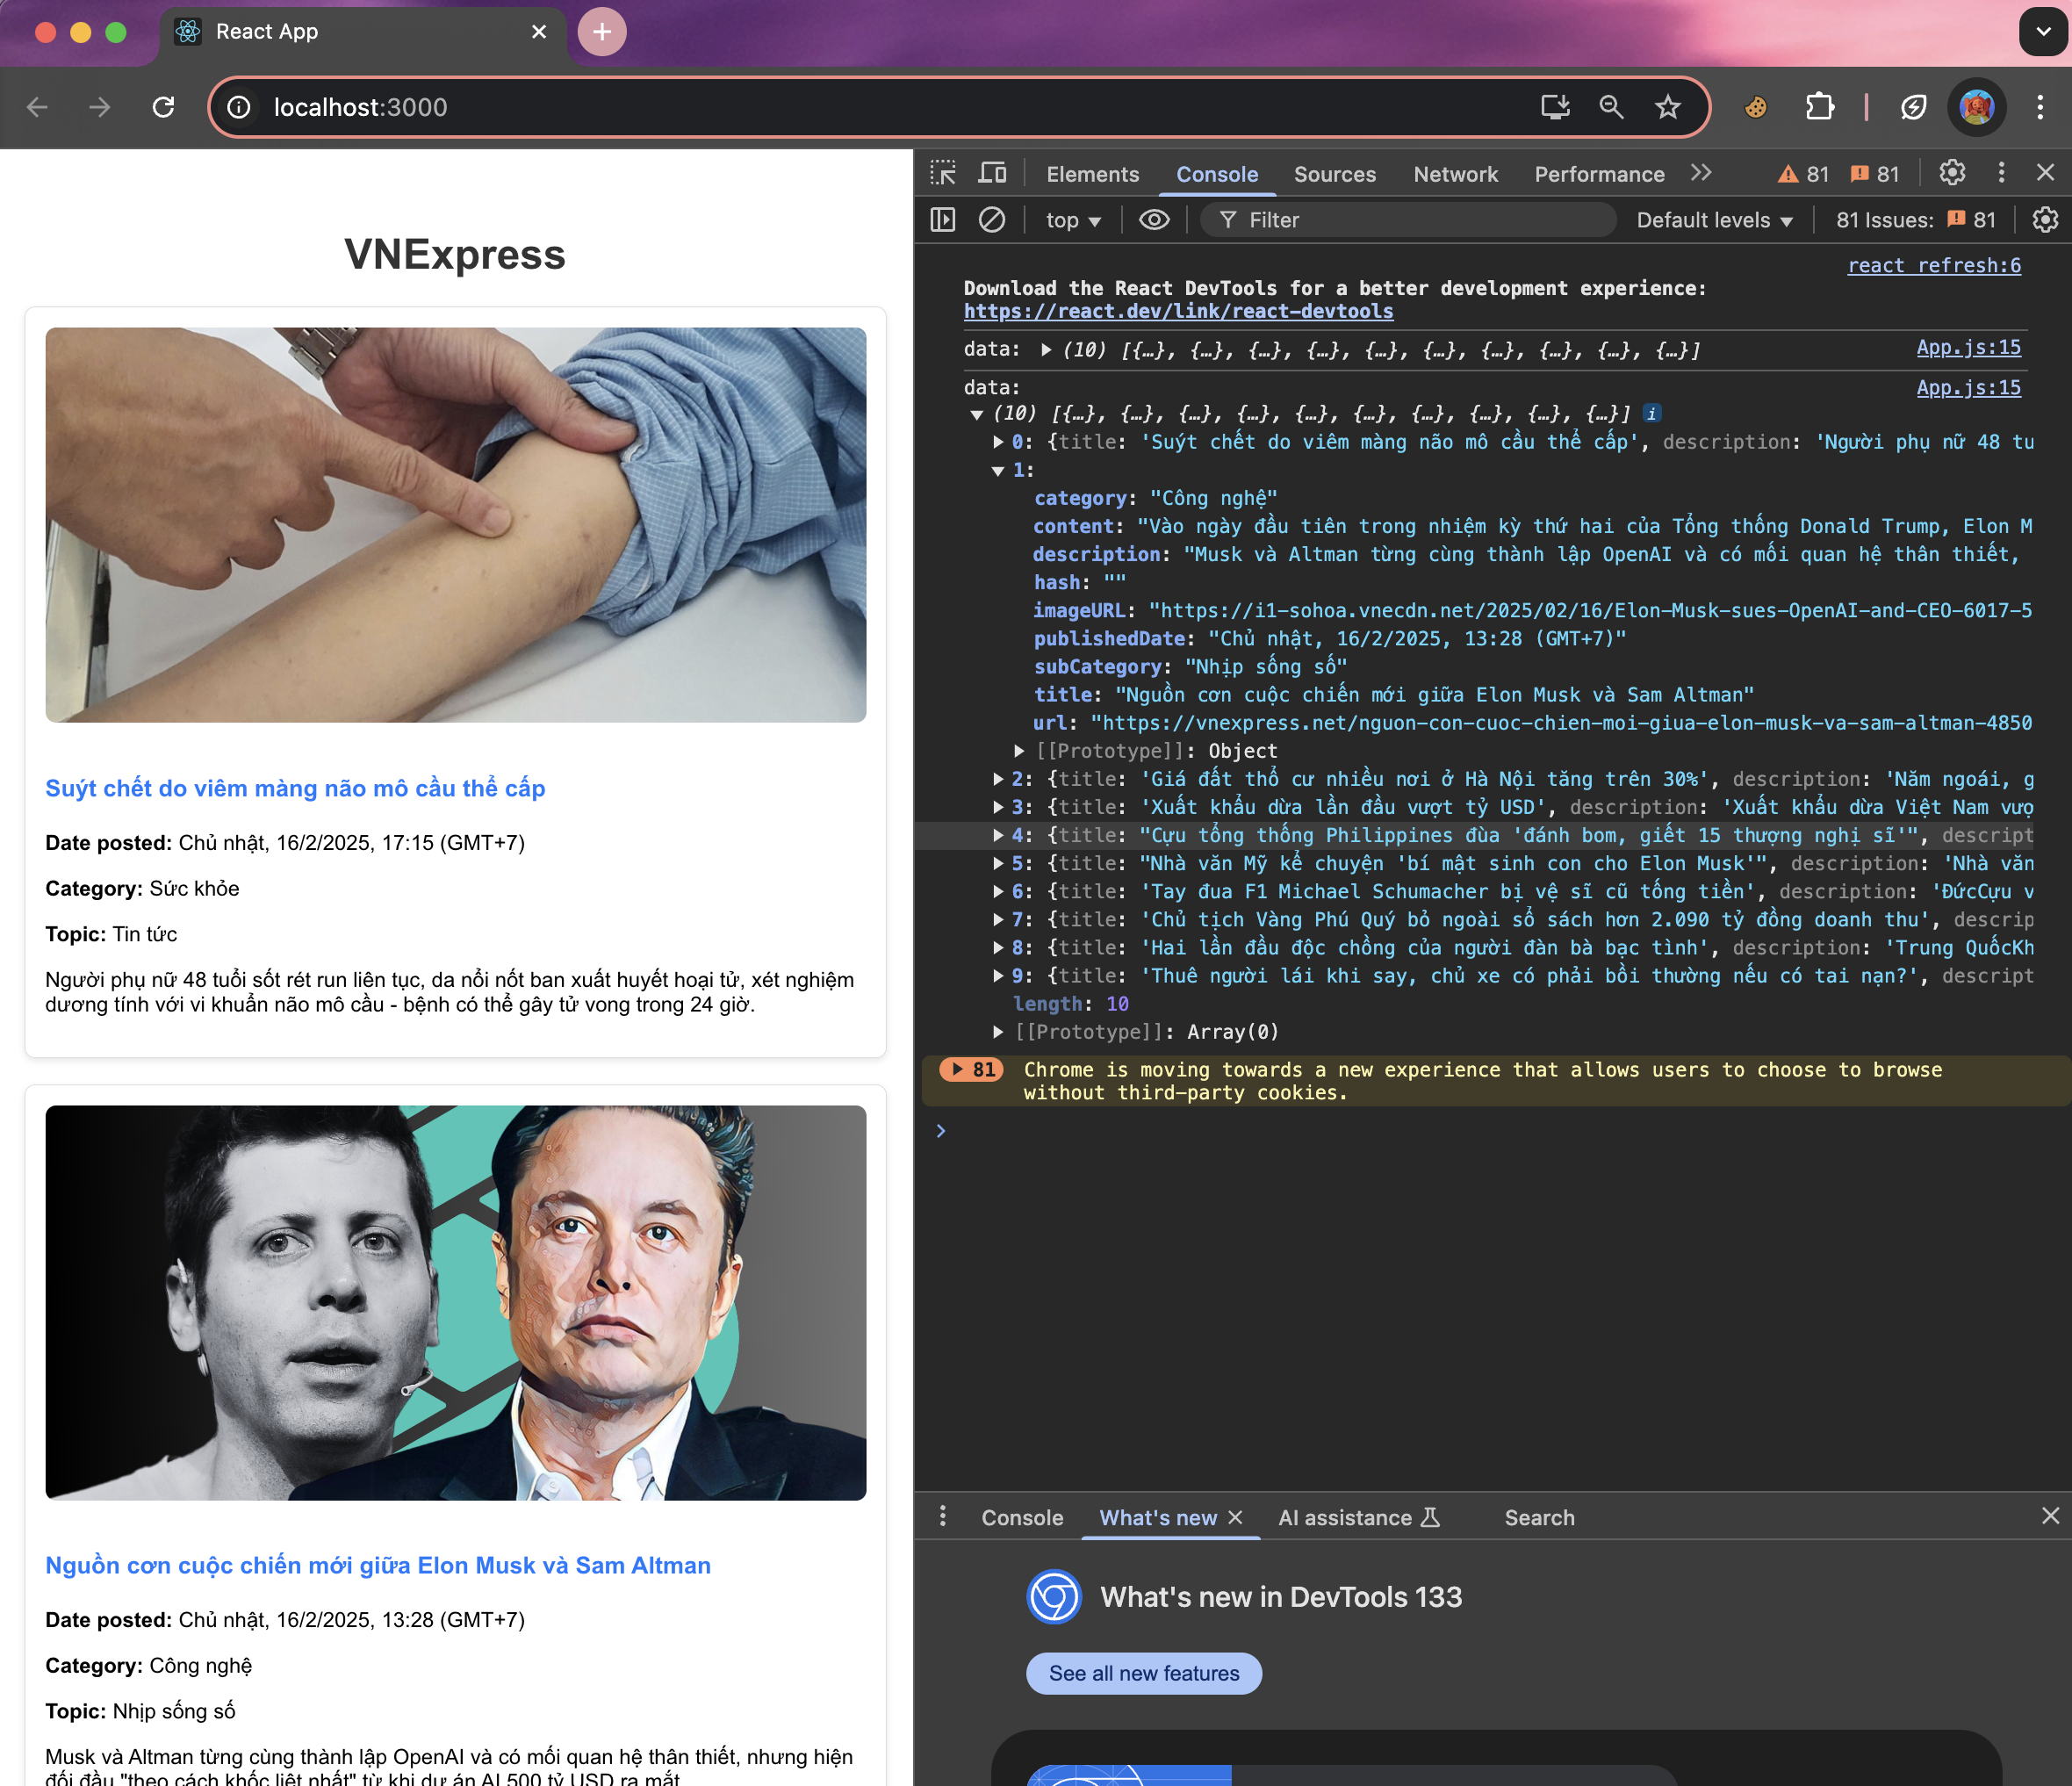 React App
localhost:3000
VNExpress
Suýt chết do viêm màng não mô cầu thể cấp
Date posted: Chủ nhật, 16/2/2025, 17:15 (GMT+7)
Category: Sức khỏe
Topic: Tin tức
Người phụ nữ 48 tuổi sốt rét run liên tục, da nổi nốt ban xuất huyết hoại tử, xét nghiệm
dương tính với vi khuẩn não mô cầu - bệnh có thể gây tử vong trong 24 giờ.
Nguồn cơn cuộc chiến mới giữa Elon Musk và Sam Altman
Date posted: Chủ nhật, 16/2/2025, 13:28 (GMT+7)
Category: Công nghệ
Topic: Nhịp sống số
Musk và Altman từng cùng thành lập OpenAI và có mối quan hệ thân thiết, nhưng hiện
đối đầu "theo cách khốc liệt nhất" từ khi dự án AI 500 tỷ USD ra mắt.
Elements Console Sources Network Performance 81 81
top Filter Default levels 81 Issues: 81
react refresh:6
Download the React DevTools for a better development experience:
https://react.dev/link/react-devtools
data: (10) [{…}, {…}, {…}, {…}, {…}, {…}, {…}, {…}, {…}, {…}] App.js:15
data: App.js:15
(10) [{…}, {…}, {…}, {…}, {…}, {…}, {…}, {…}, {…}, {…}] i
0: {title: 'Suýt chết do viêm màng não mô cầu thể cấp', description: 'Người phụ nữ 48 tu
1:
category: "Công nghệ"
content: "Vào ngày đầu tiên trong nhiệm kỳ thứ hai của Tổng thống Donald Trump, Elon M
description: "Musk và Altman từng cùng thành lập OpenAI và có mối quan hệ thân thiết,
hash: ""
imageURL: "https://i1-sohoa.vnecdn.net/2025/02/16/Elon-Musk-sues-OpenAI-and-CEO-6017-5
publishedDate: "Chủ nhật, 16/2/2025, 13:28 (GMT+7)"
subCategory: "Nhịp sống số"
title: "Nguồn cơn cuộc chiến mới giữa Elon Musk và Sam Altman"
url: "https://vnexpress.net/nguon-con-cuoc-chien-moi-giua-elon-musk-va-sam-altman-4850
[[Prototype]]: Object
2: {title: 'Giá đất thổ cư nhiều nơi ở Hà Nội tăng trên 30%', description: 'Năm ngoái, g
3: {title: 'Xuất khẩu dừa lần đầu vượt tỷ USD', description: 'Xuất khẩu dừa Việt Nam vượ
4: {title: "Cựu tổng thống Philippines đùa 'đánh bom, giết 15 thượng nghị sĩ'", descript
5: {title: "Nhà văn Mỹ kể chuyện 'bí mật sinh con cho Elon Musk'", description: 'Nhà văn
6: {title: 'Tay đua F1 Michael Schumacher bị vệ sĩ cũ tống tiền', description: 'ĐứcCựu v
7: {title: 'Chủ tịch Vàng Phú Quý bỏ ngoài sổ sách hơn 2.090 tỷ đồng doanh thu', descrip
8: {title: 'Hai lần đầu độc chồng của người đàn bà bạc tình', description: 'Trung QuốcKh
9: {title: 'Thuê người lái khi say, chủ xe có phải bồi thường nếu có tai nạn?', descript
length: 10
[[Prototype]]: Array(0)
81 Chrome is moving towards a new experience that allows users to choose to browse
without third-party cookies.
Console What's new AI assistance Search
What's new in DevTools 133
See all new features